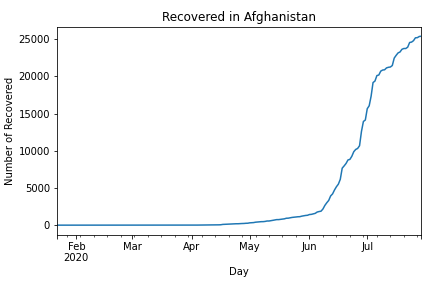 Recovered in Afghanistan
Number of Recovered
25000
20000
15000
10000
5000
0
Feb Mar Apr May Jun Jul
2020
Day